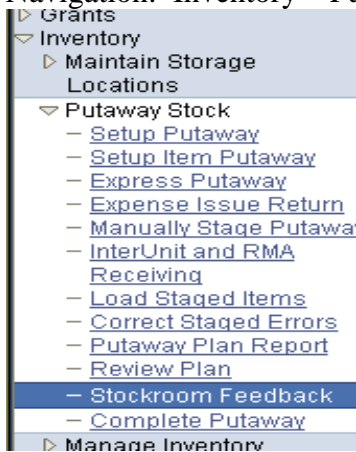 Navigation: Inventory
Grants
Inventory
Maintain Storage
Locations
Putaway Stock
– Setup Putaway
– Setup Item Putaway
– Express Putaway
– Expense Issue Return
– Manually Stage Putaway
– InterUnit and RMA
Receiving
– Load Staged Items
– Correct Staged Errors
– Putaway Plan Report
– Review Plan
– Stockroom Feedback
– Complete Putaway
Manage Inventory